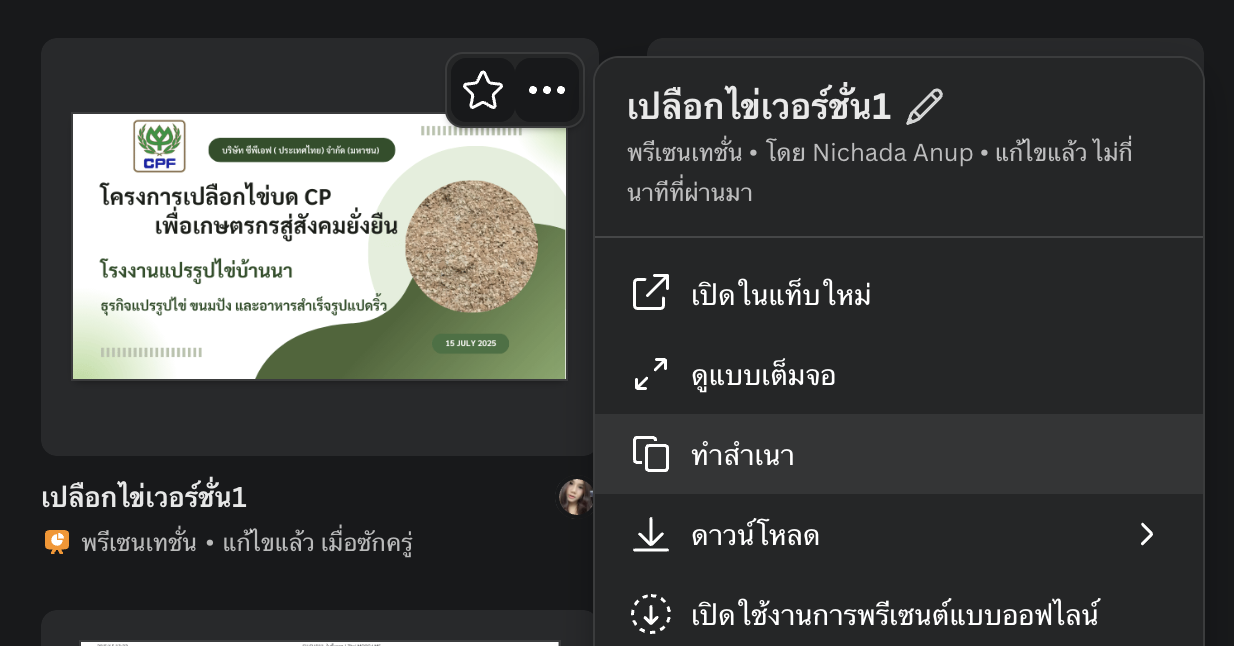 CPF
บริษัท ซีพีเอฟ ( ประเทศไทย) จำกัด (มหาชน)
โครงการเปลือกไข่บด CP
เพื่อเกษตรกรสู่สังคมยั่งยืน
โรงงานแปรรูปไข่บ้านนา
ธุรกิจแปรรูปไข่ ขนมปัง และอาหารสำเร็จรูปแปดริ้ว
15 JULY 2025
เปลือกไข่เวอร์ชั่น1
พรีเซนเทชั่น • แก้ไขแล้ว เมื่อซักครู่
เปลือกไข่เวอร์ชั่น1
พรีเซนเทชั่น • โดย Nichada Anup • แก้ไขแล้ว ไม่กี่
นาทีที่ผ่านมา
เปิดในแท็บใหม่
ดูแบบเต็มจอ
ทำสำเนา
ดาวน์โหลด
เปิดใช้งานการพรีเซนต์แบบออฟไลน์